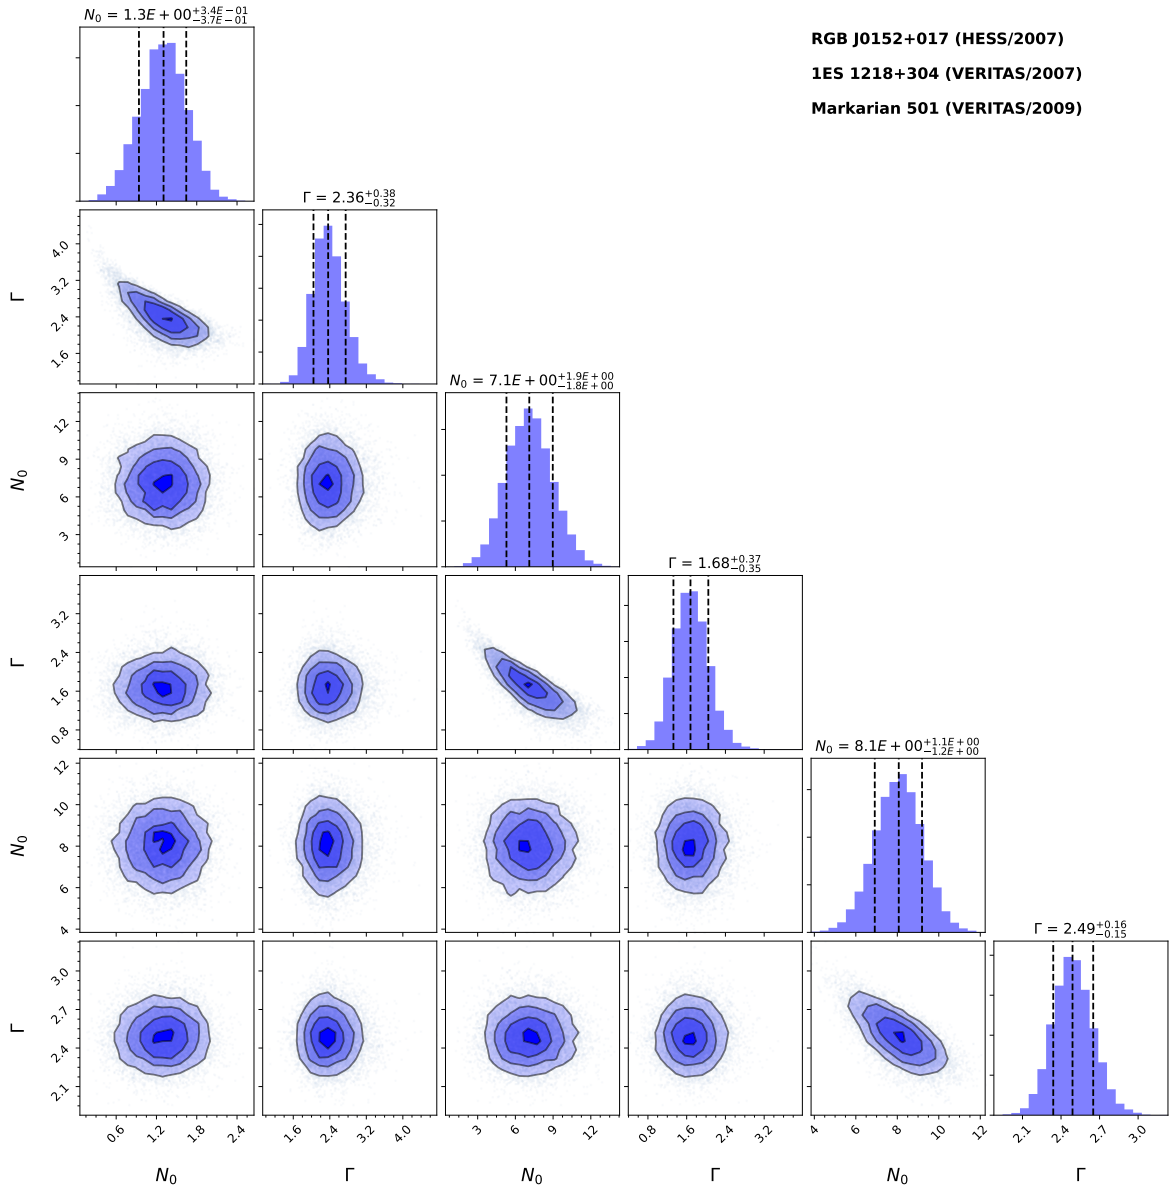 N₀ = 1.3E + 00 +3.4E−01 −3.7E−01
RGB J0152+017 (HESS/2007)
1ES 1218+304 (VERITAS/2007)
Markarian 501 (VERITAS/2009)
Γ = 2.36 +0.38 −0.32
Γ
4.0
3.2
2.4
1.6
N₀ = 7.1E + 00 +1.9E+00 −1.8E+00
N₀
12
9
6
3
Γ = 1.68 +0.37 −0.35
Γ
3.2
2.4
1.6
0.8
N₀ = 8.1E + 00 +1.1E+00 −1.2E+00
N₀
12
10
8
6
4
Γ = 2.49 +0.16 −0.15
Γ
3.0
2.7
2.4
2.1
0.6 1.2 1.8 2.4 1.6 2.4 3.2 4.0 3 6 9 12 0.8 1.6 2.4 3.2 4 6 8 10 12 2.1 2.4 2.7 3.0
N₀ Γ N₀ Γ N₀ Γ